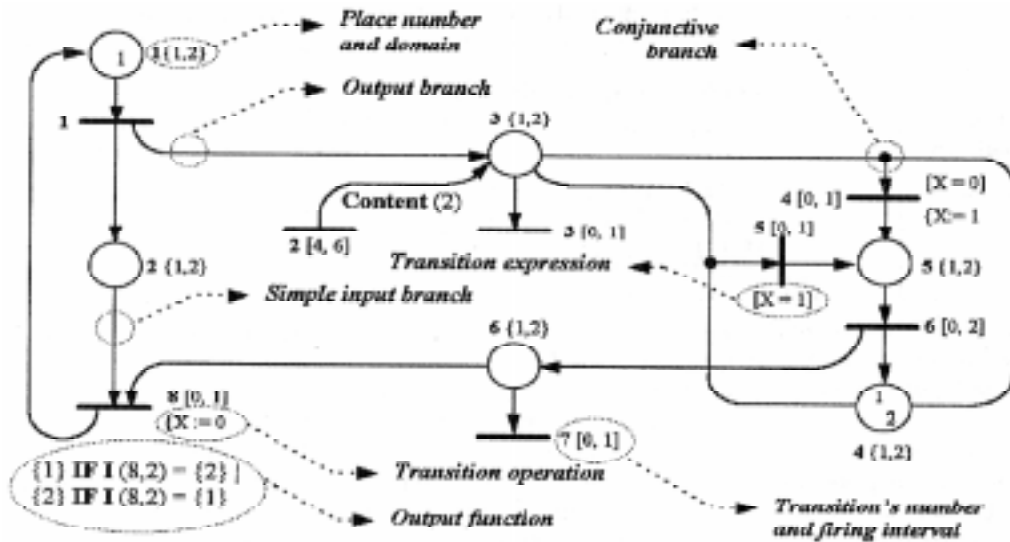 Place number
and domain
Conjunctive
branch
1
1{1,2}
Output branch
1
3 {1,2}
[X = 0]
4 [0, 1]
{X:= 1
Content (2)
2 [4, 6]
3 [0, 1]
5 [0, 1]
2 {1,2}
Transition expression
5 {1,2}
[X = 1]
Simple input branch
6 {1,2}
6 [0, 2]
8 [0, 1]
[X := 0
1
2
7 [0, 1]
4 {1,2}
{1} IF I (8,2) = {2} |
{2} IF I (8,2) = {1}
Transition operation
Output function
Transition's number
and firing interval